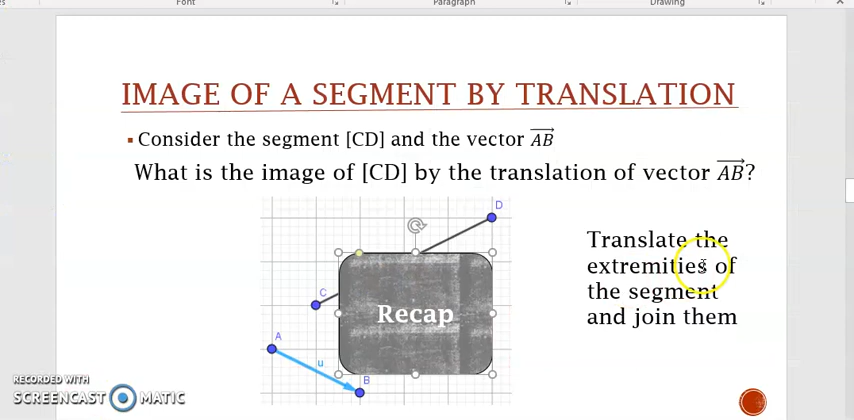 Font Paragraph Drawing
IMAGE OF A SEGMENT BY TRANSLATION
Consider the segment [CD] and the vector AB
What is the image of [CD] by the translation of vector AB?
D
Translate the
extremities of
the segment
and join them
C
Recap
A
u
B
RECORDED WITH
SCREENCAST MATIC